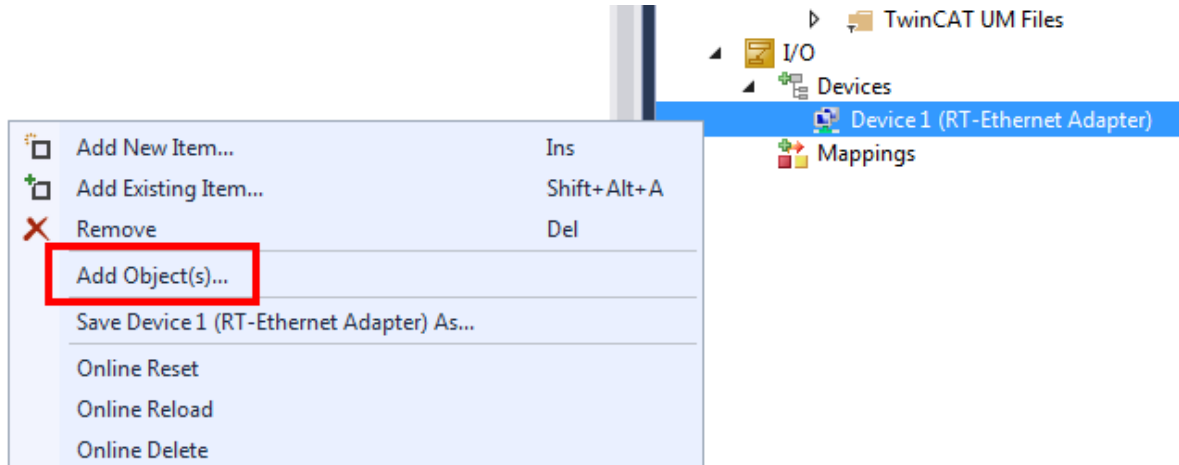 TwinCAT UM Files
I/O
Devices
Device 1 (RT-Ethernet Adapter)
Mappings
Add New Item... Ins
Add Existing Item... Shift+Alt+A
Remove Del
Add Object(s)...
Save Device 1 (RT-Ethernet Adapter) As...
Online Reset
Online Reload
Online Delete